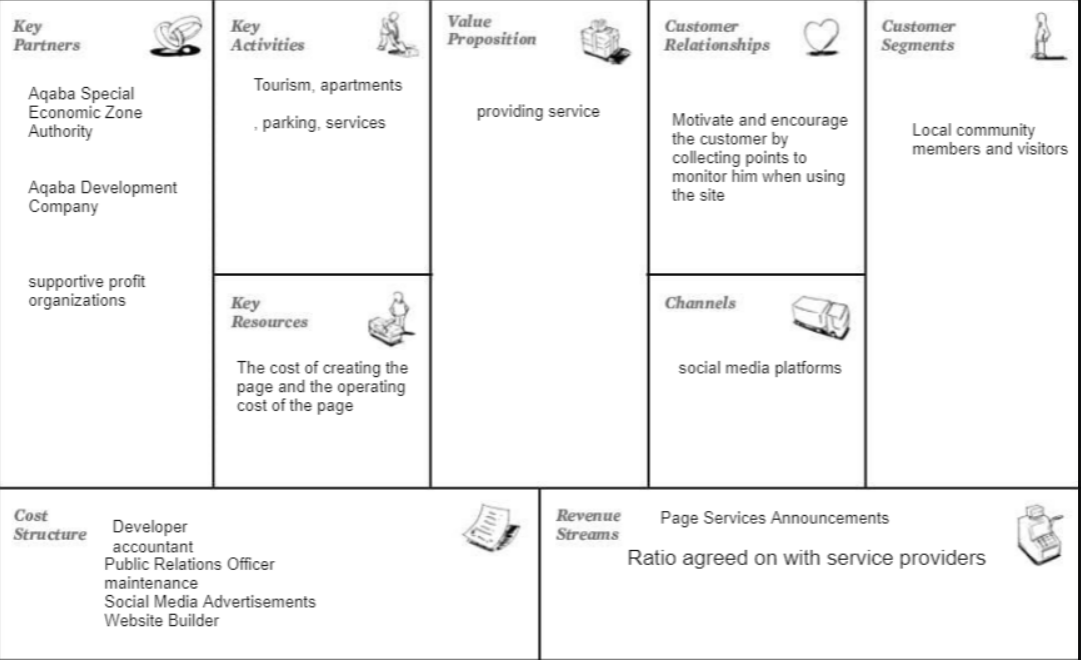 Key
Partners
Aqaba Special
Economic Zone
Authority
Aqaba Development
Company
supportive profit
organizations
Key
Activities
Tourism, apartments
, parking, services
Key
Resources
The cost of creating the
page and the operating
cost of the page
Value
Proposition
providing service
Customer
Relationships
Motivate and encourage
the customer by
collecting points to
monitor him when using
the site
Channels
social media platforms
Customer
Segments
Local community
members and visitors
Cost
Structure
Developer
accountant
Public Relations Officer
maintenance
Social Media Advertisements
Website Builder
Revenue
Streams
Page Services Announcements
Ratio agreed on with service providers